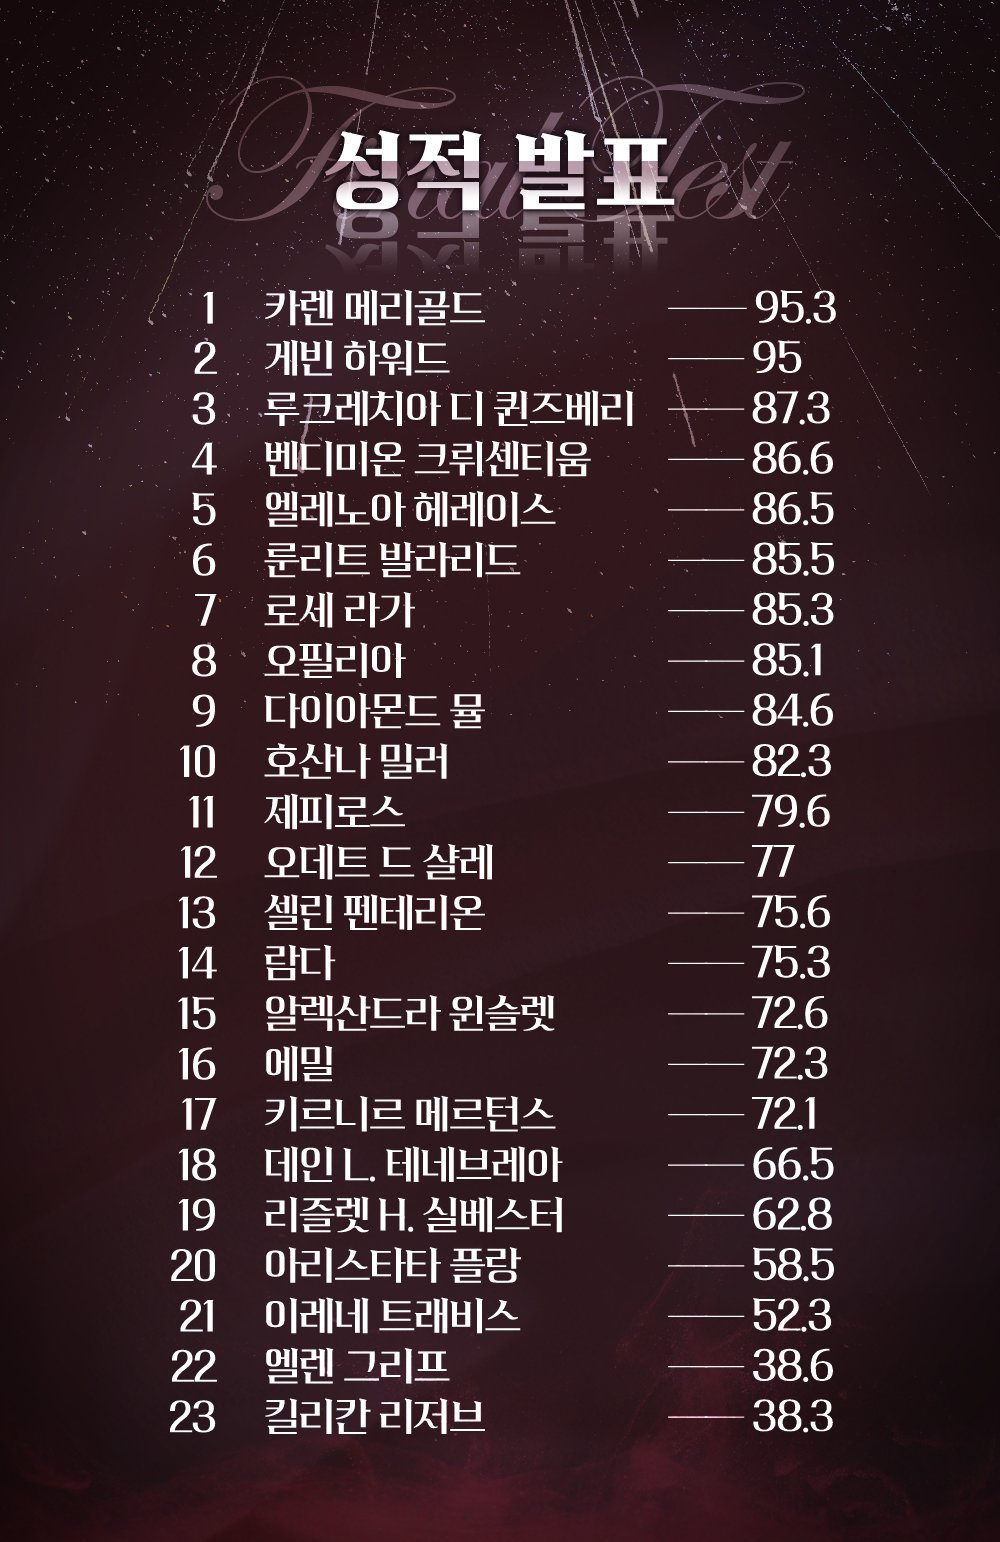 Final Test
성적 발표
1 카렌 메리골드 95.3
2 게빈 하워드 95
3 루크레치아 디 퀸즈베리 87.3
4 벤디미온 크뤼센티움 86.6
5 엘레노아 헤레이스 86.5
6 룬리트 발라리드 85.5
7 로세 라가 85.3
8 오필리아 85.1
9 다이아몬드 뮬 84.6
10 호산나 밀러 82.3
11 제피로스 79.6
12 오데트 드 샬레 77
13 셀린 펜테리온 75.6
14 람다 75.3
15 알렉산드라 윈슬렛 72.6
16 에밀 72.3
17 키르니르 메르턴스 72.1
18 데인 L. 테네브레아 66.5
19 리즐렛 H. 실베스터 62.8
20 아리스타타 플랑 58.5
21 이레네 트래비스 52.3
22 엘렌 그리프 38.6
23 킬리칸 리저브 38.3